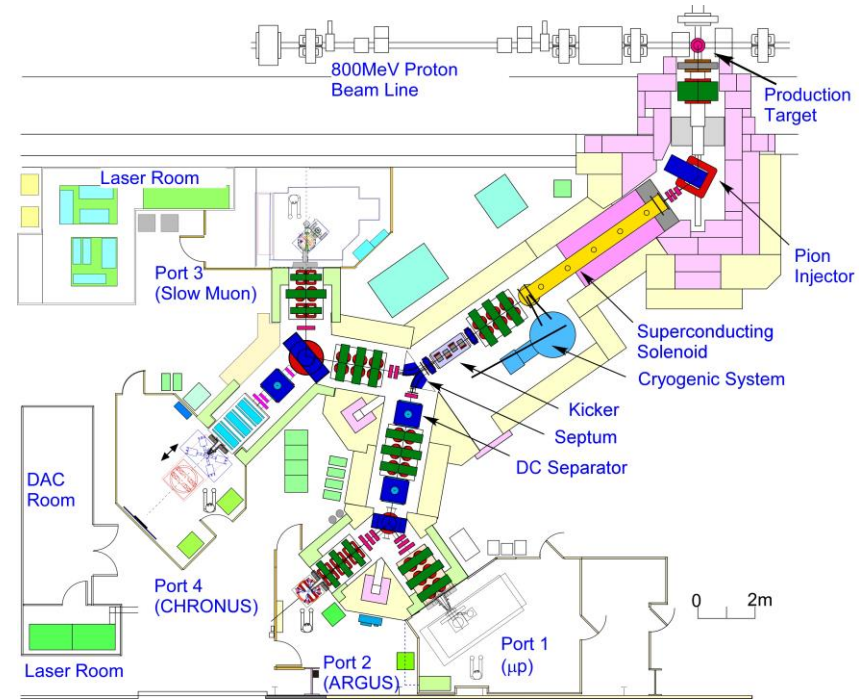 800MeV Proton
Beam Line
Production
Target
Laser Room
Pion
Injector
Port 3
(Slow Muon)
Superconducting
Solenoid
Cryogenic System
Kicker
Septum
DC Separator
DAC
Room
Port 4
(CHRONUS)
0 2m
Port 1
(μp)
Port 2
(ARGUS)
Laser Room